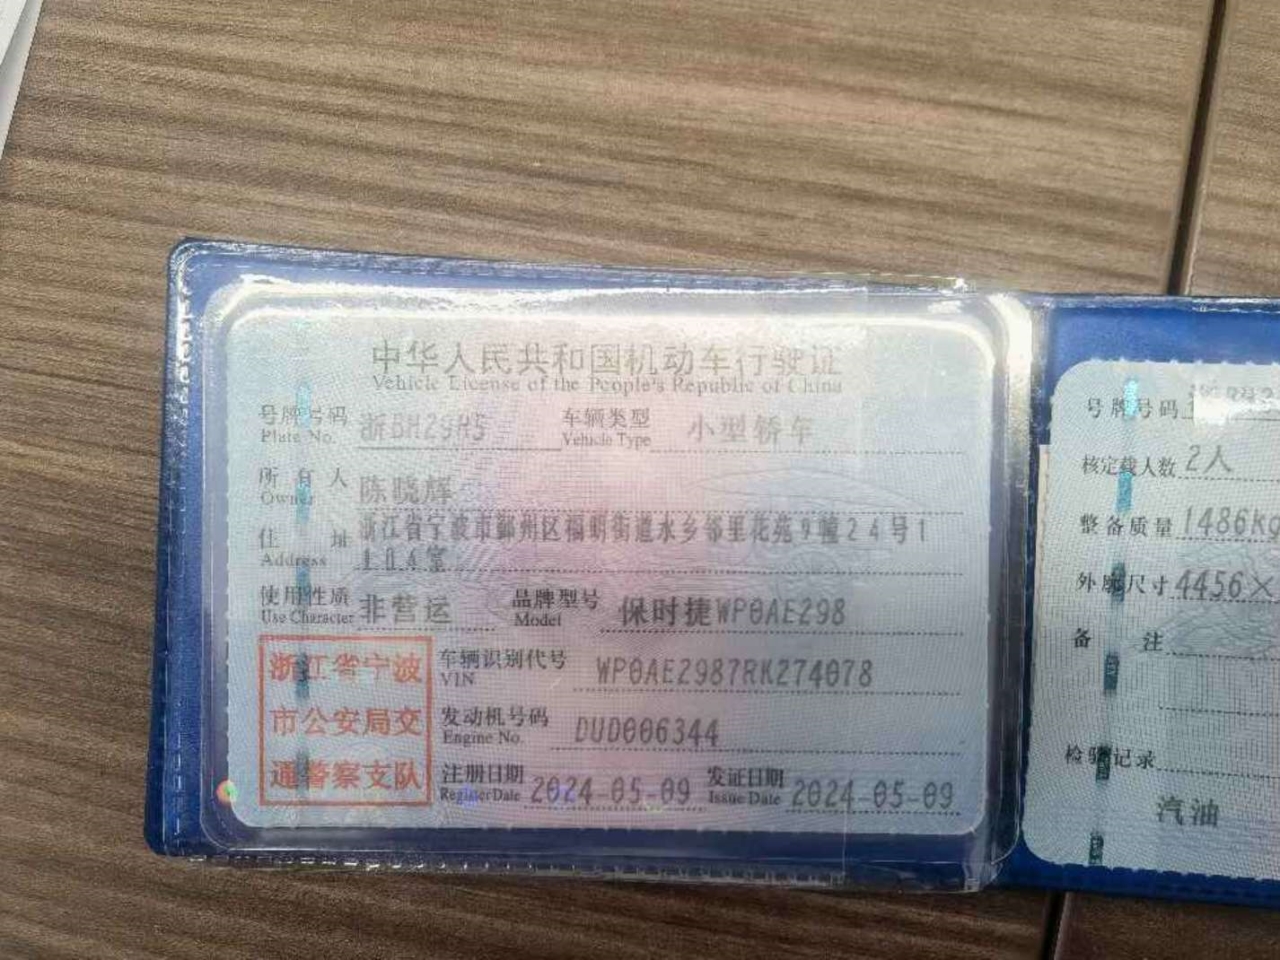 中华人民共和国机动车行驶证
Vehicle License of the People's Republic of China
号牌号码 Plate No. 浙BM29H5 车辆类型 Vehicle Type 小型轿车
所有人 Owner 陈晓辉
住址 Address 浙江省宁波市鄞州区福明街道水乡邻里花苑9幢24号1
104室
使用性质 Use Character 非营运 品牌型号 Model 保时捷WP0AE298
车辆识别代号 VIN WP0AE2987RK274078
发动机号码 Engine No. DUD006344
注册日期 Register Date 2024-05-09 发证日期 Issue Date 2024-05-09
浙江省宁波
市公安局交
通警察支队
号牌号码
核定载人数 2人
整备质量 1486kg
外廓尺寸 4456×
备注
检验记录
汽油